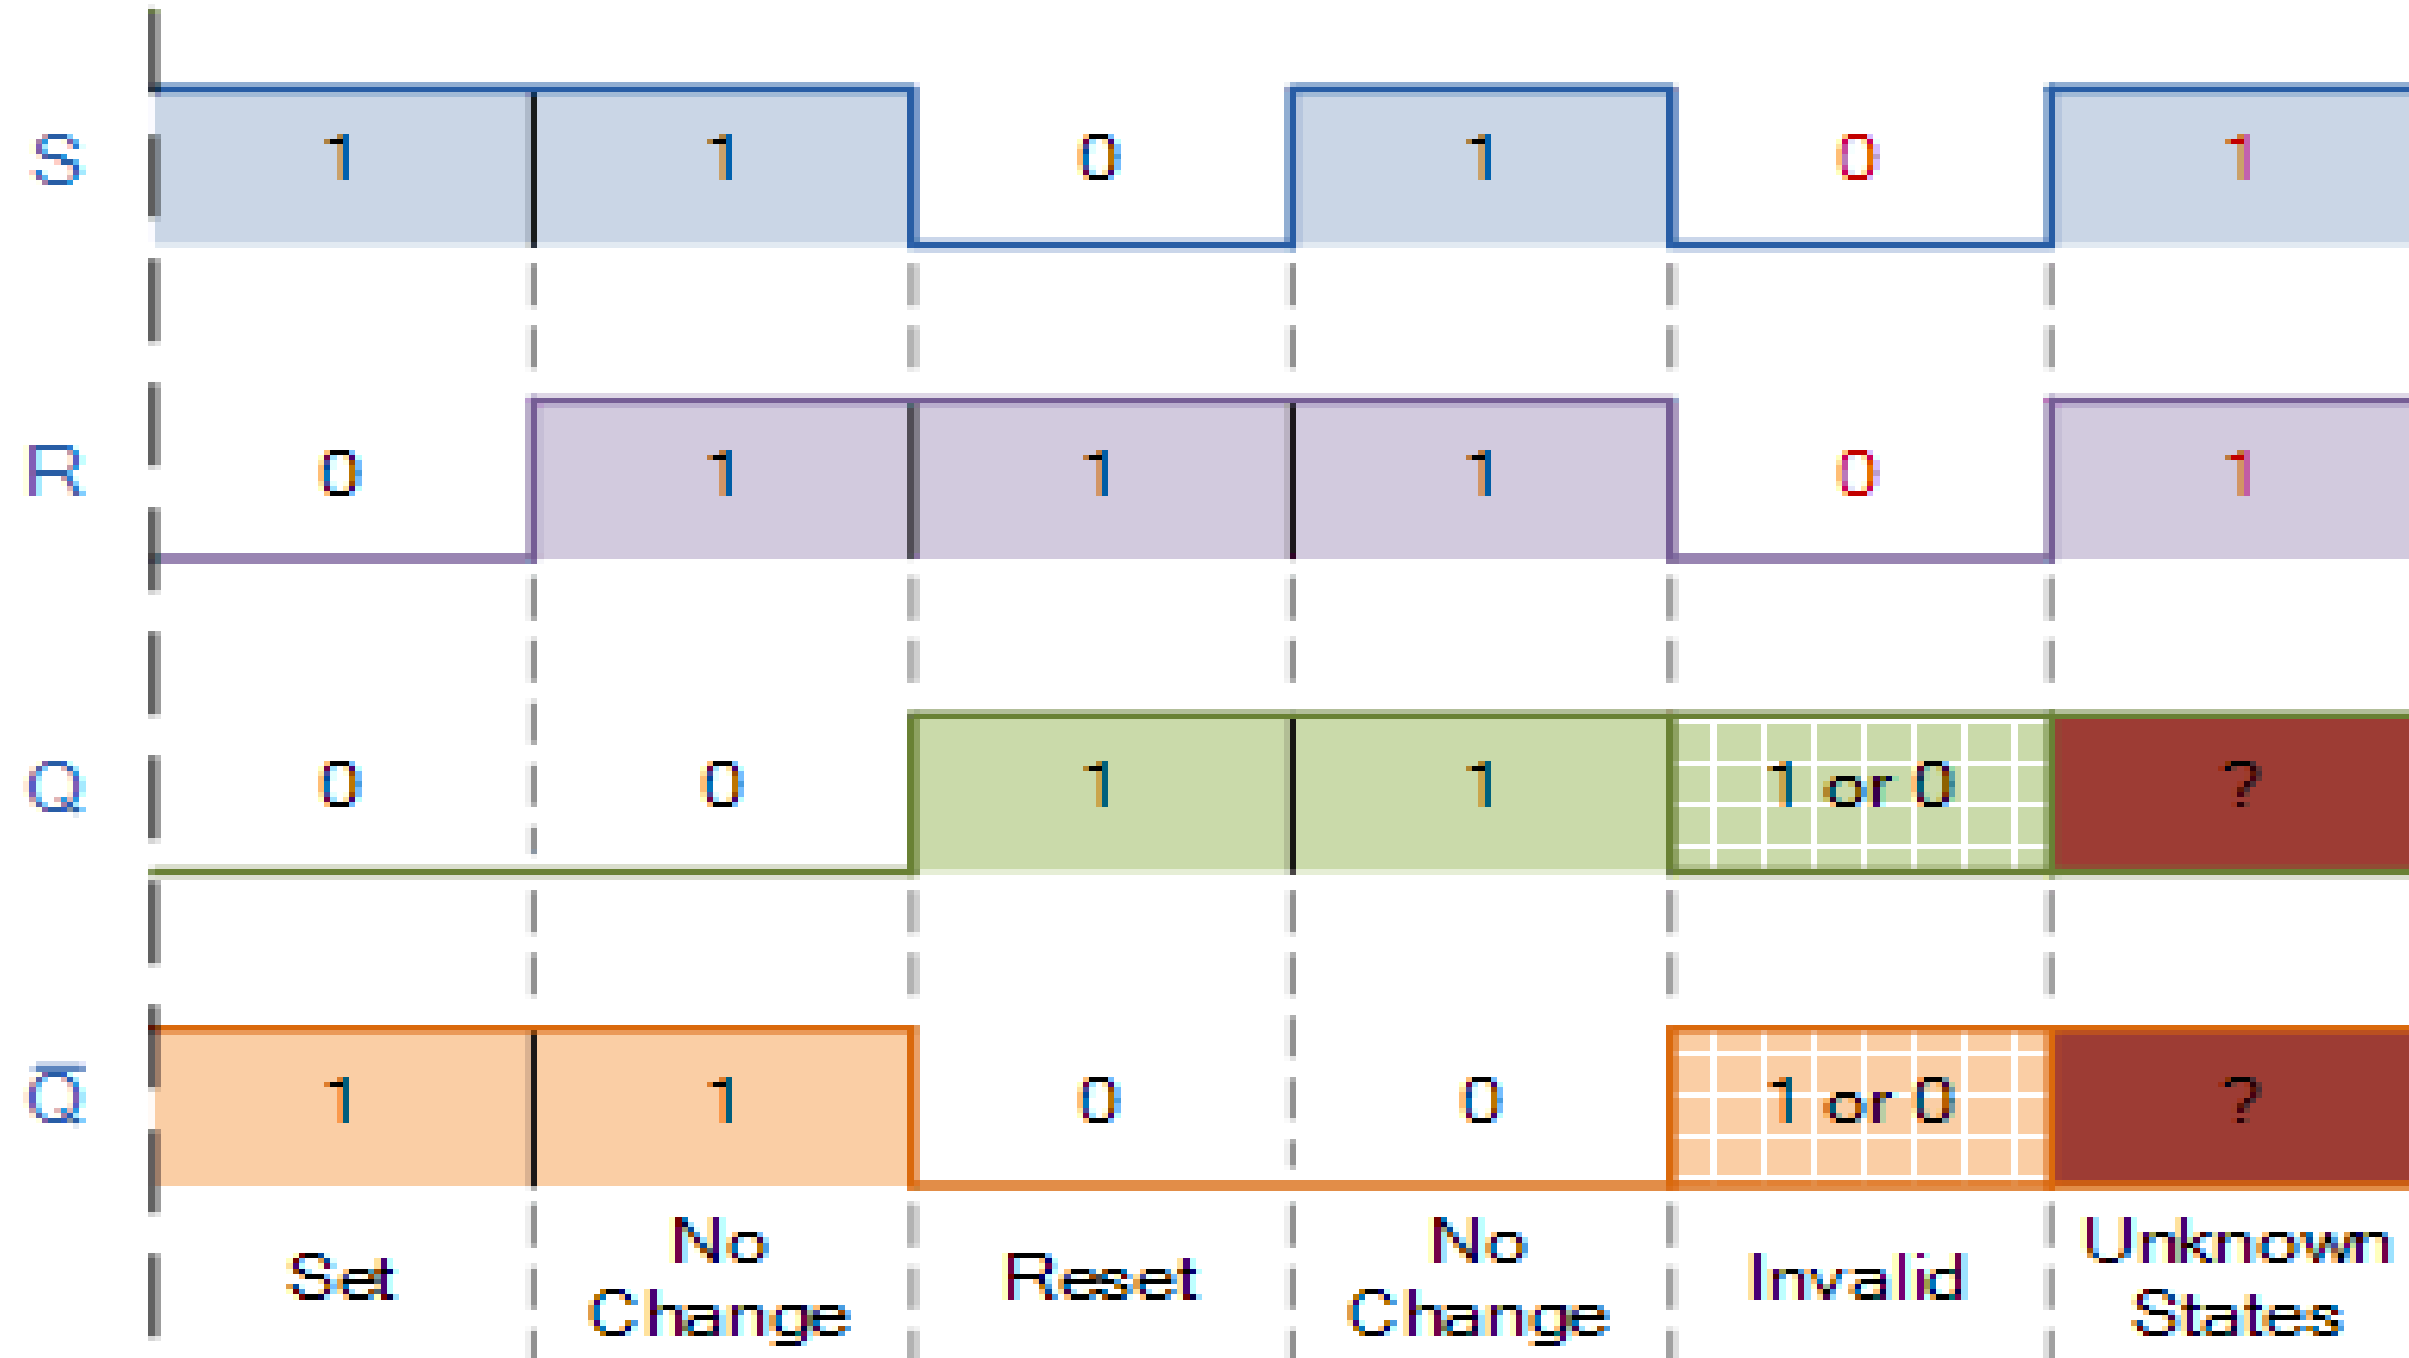 S 1 1 0 1 0 1
R 0 1 1 1 0 1
Q 0 0 1 1 1 or 0 ?
Q̅ 1 1 0 0 1 or 0 ?
Set No Change Reset No Change Invalid Unknown States